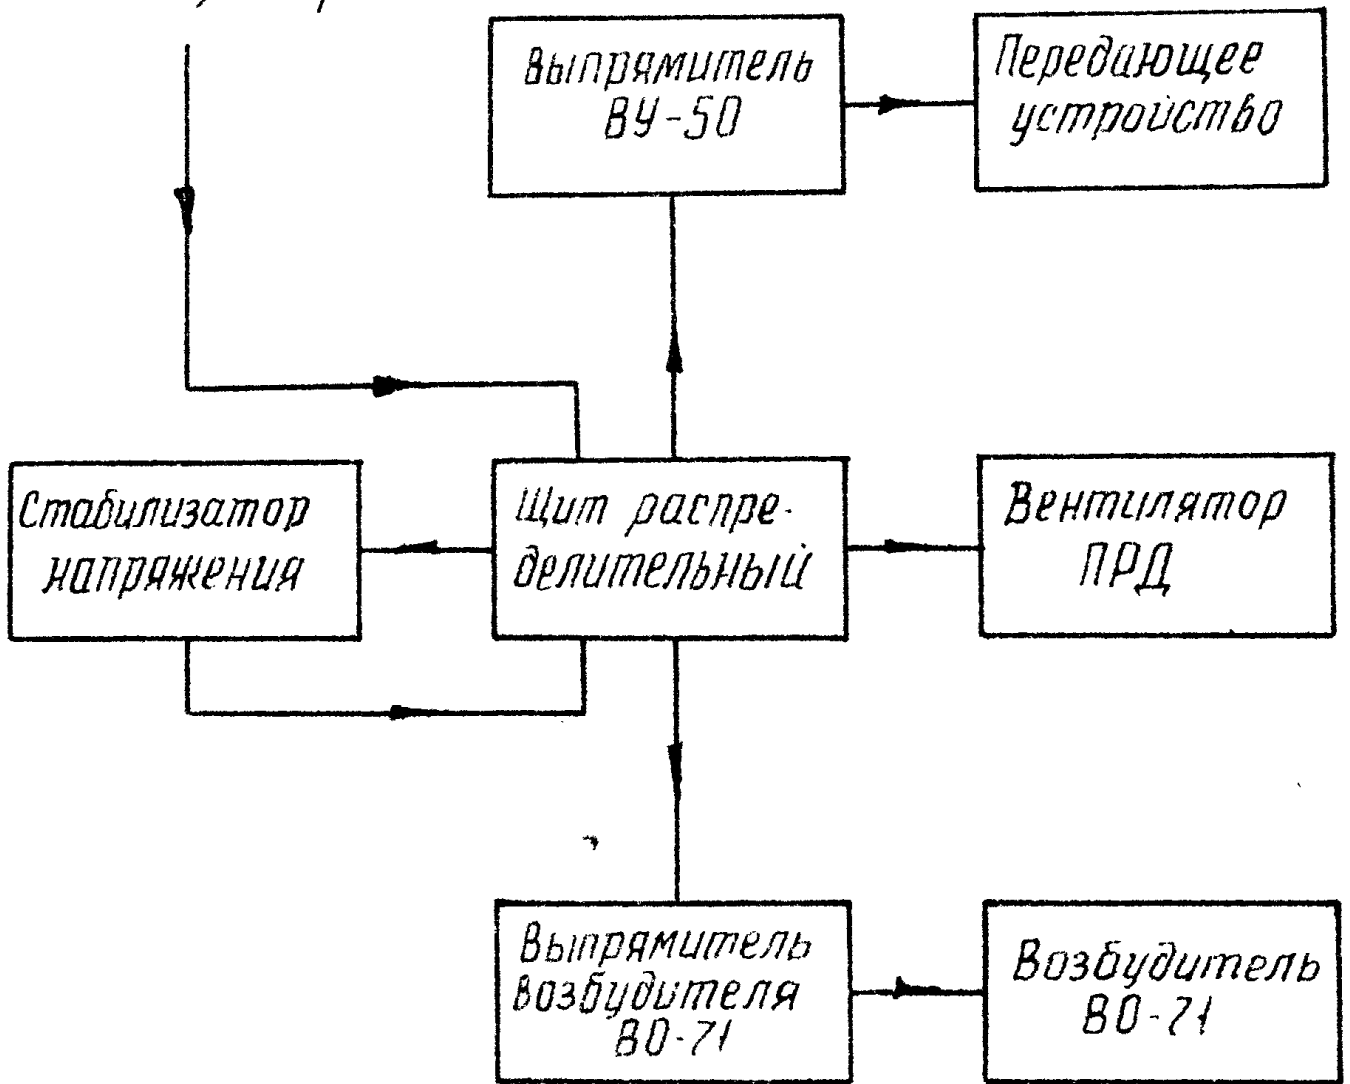 Выпрямитель
ВУ-50
Передающее
устройство
Стабилизатор
напряжения
Щит распре-
делительный
Вентилятор
ПРД
Выпрямитель
возбудителя
ВО-71
Возбудитель
ВО-71